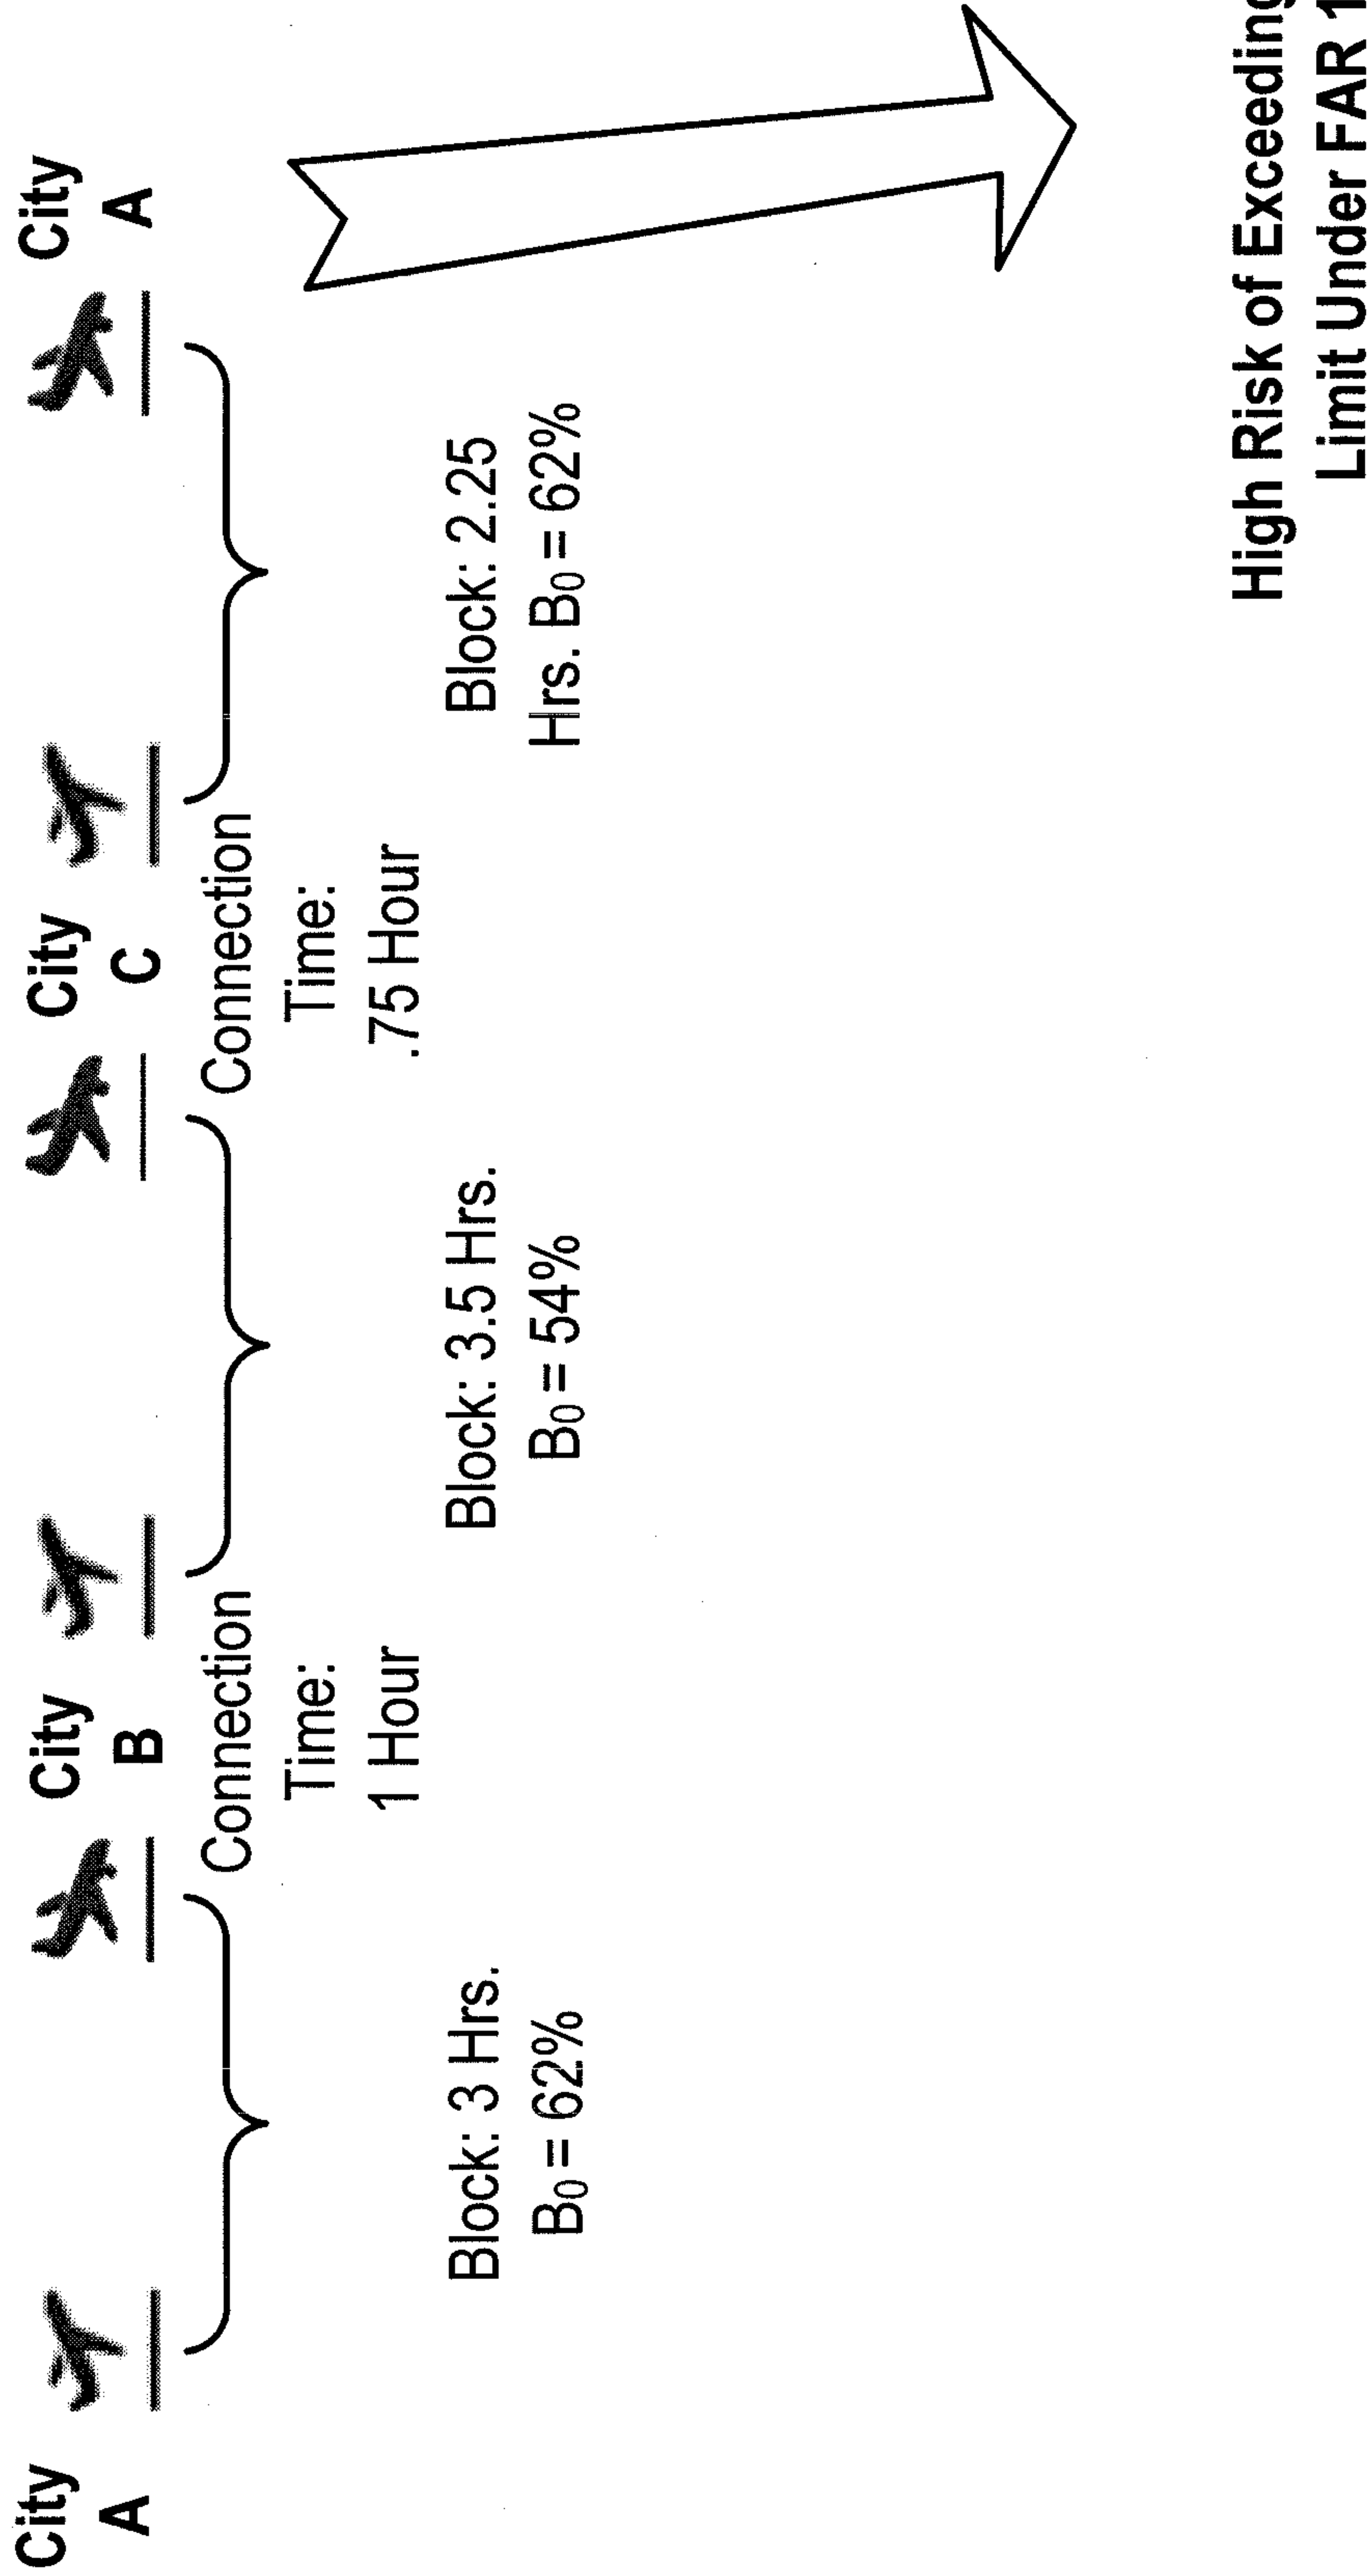 City
A
City
B
City
C
City
A
Connection
Time:
1 Hour
Connection
Time:
.75 Hour
Block: 3 Hrs.
B₀ = 62%
Block: 3.5 Hrs.
B₀ = 54%
Block: 2.25
Hrs. B₀ = 62%
High Risk of Exceeding
Limit Under FAR 1